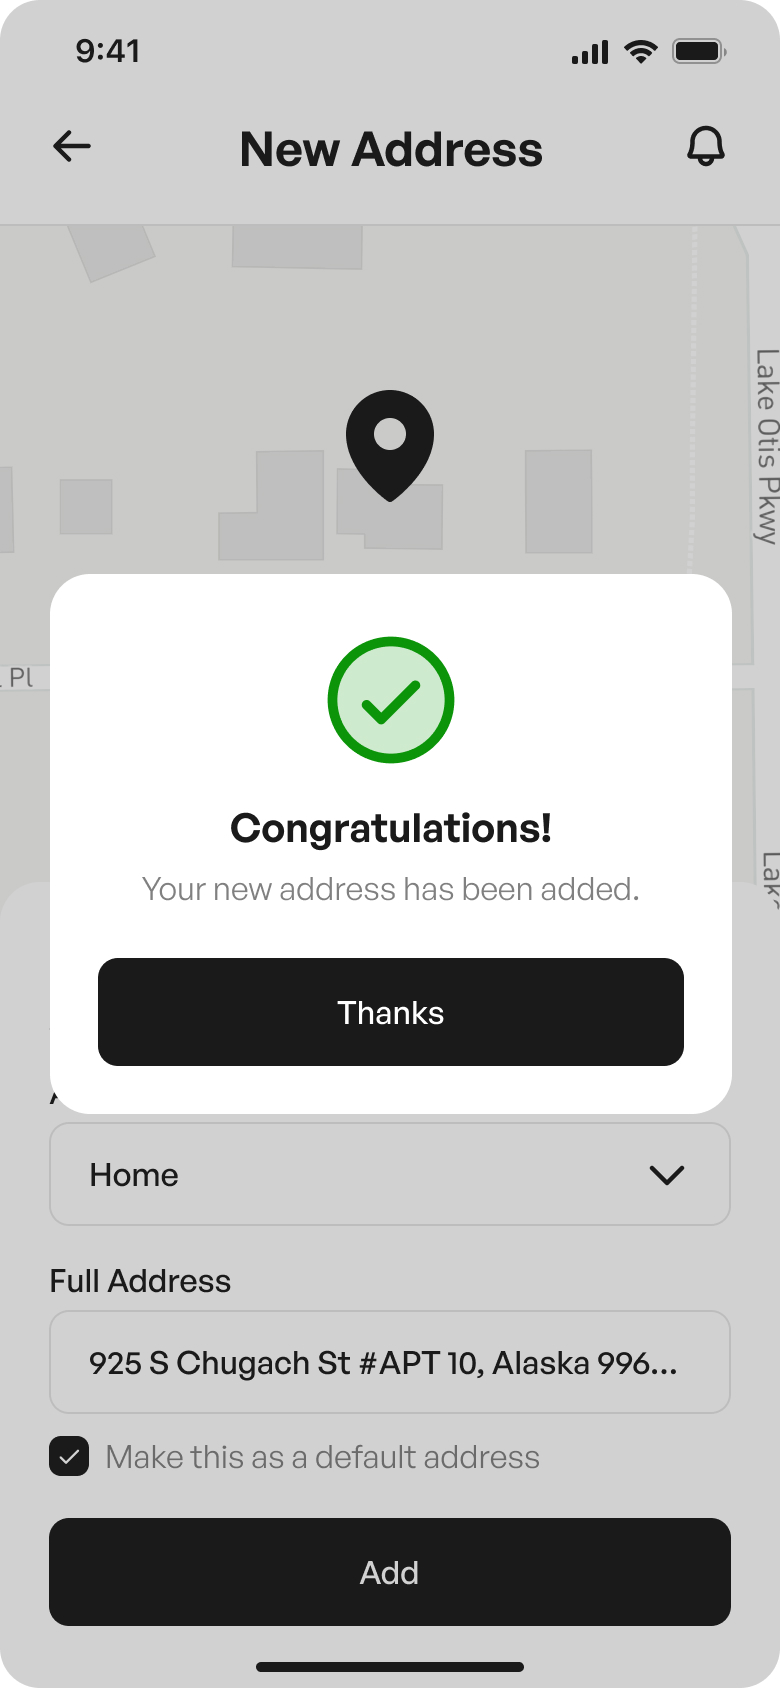 9:41
New Address
Lake Otis Pkwy
Pl
Congratulations!
Your new address has been added.
Thanks
Home
Full Address
925 S Chugach St #APT 10, Alaska 996...
Make this as a default address
Add